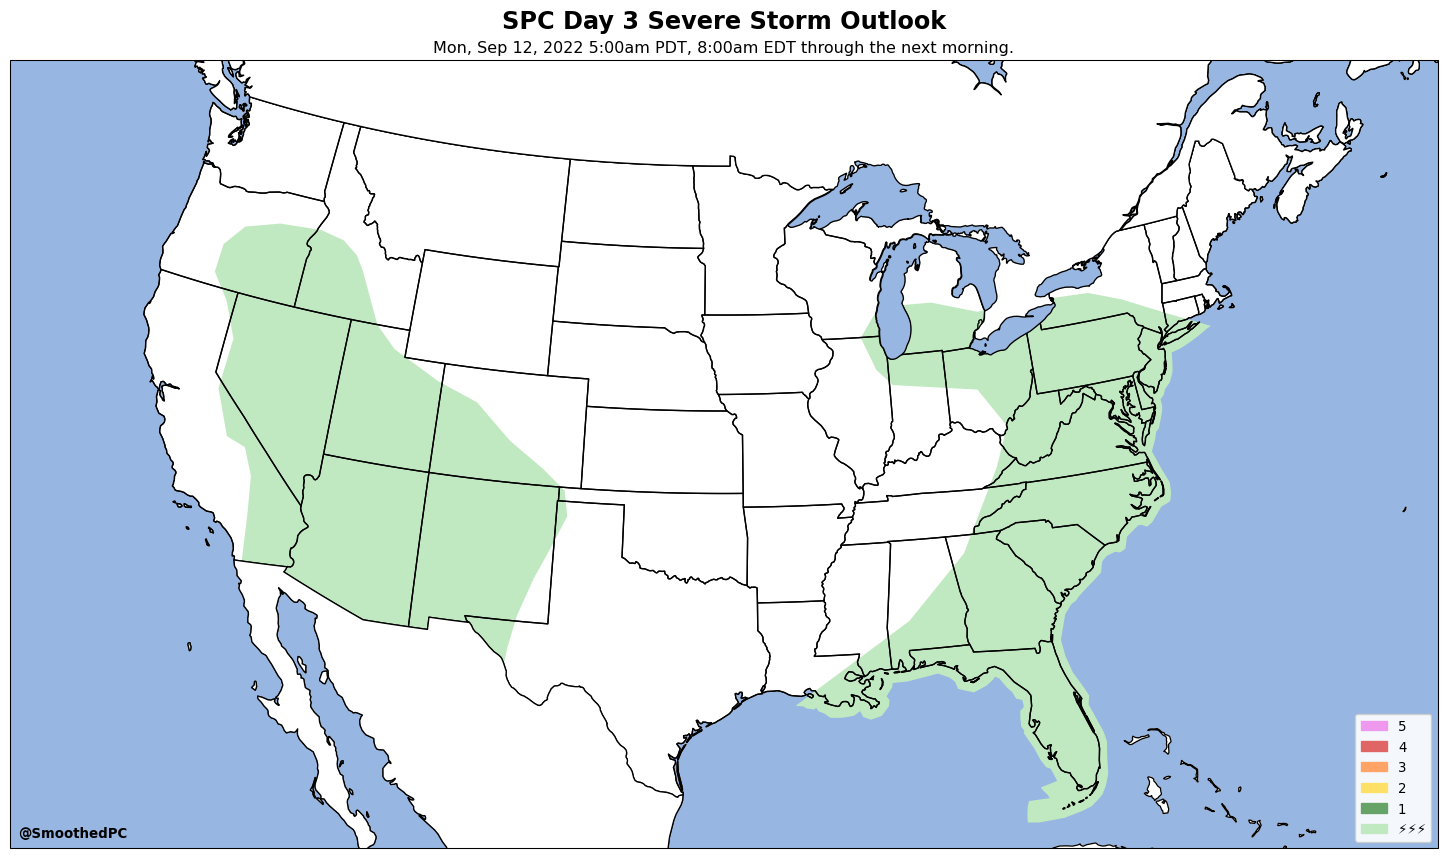 SPC Day 3 Severe Storm Outlook
Mon, Sep 12, 2022 5:00am PDT, 8:00am EDT through the next morning.
5
4
3
2
1
⚡⚡⚡
@SmoothedPC